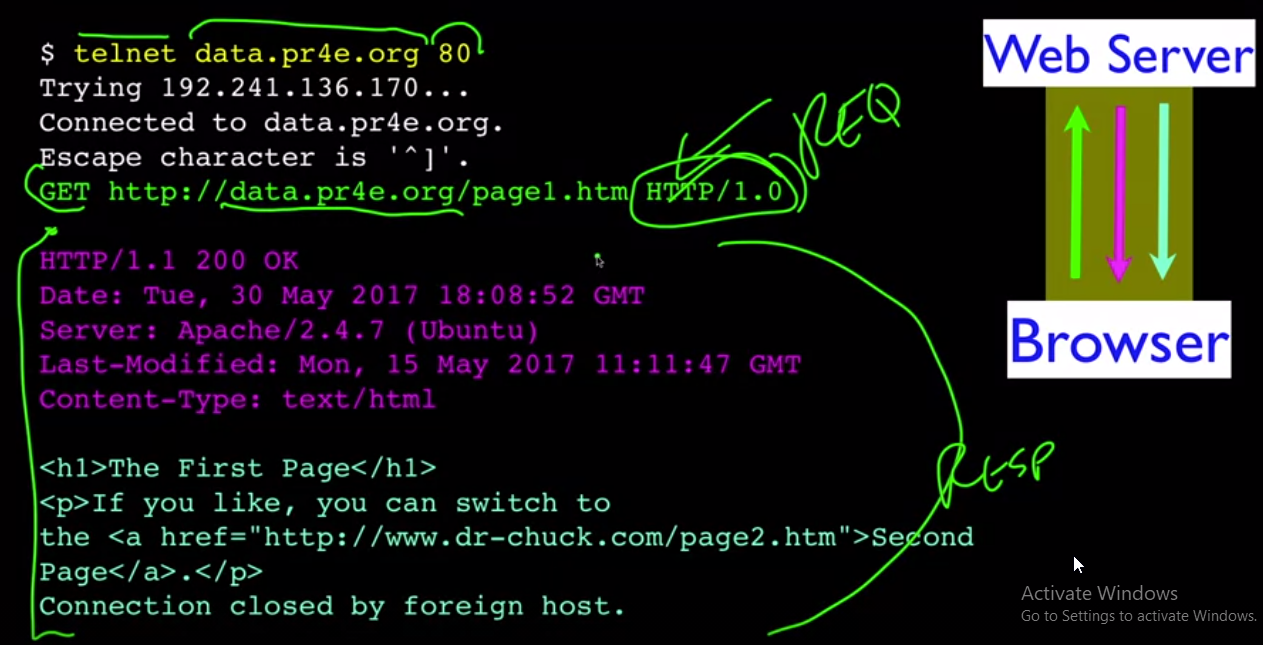 $ telnet data.pr4e.org 80
Trying 192.241.136.170...
Connected to data.pr4e.org.
Escape character is '^]'.
GET http://data.pr4e.org/page1.htm HTTP/1.0
REQ
HTTP/1.1 200 OK
Date: Tue, 30 May 2017 18:08:52 GMT
Server: Apache/2.4.7 (Ubuntu)
Last-Modified: Mon, 15 May 2017 11:11:47 GMT
Content-Type: text/html
<h1>The First Page</h1>
<p>If you like, you can switch to
the <a href="http://www.dr-chuck.com/page2.htm">Second
Page</a>.</p>
Connection closed by foreign host.
RESP
Web Server
Browser
Activate Windows
Go to Settings to activate Windows.